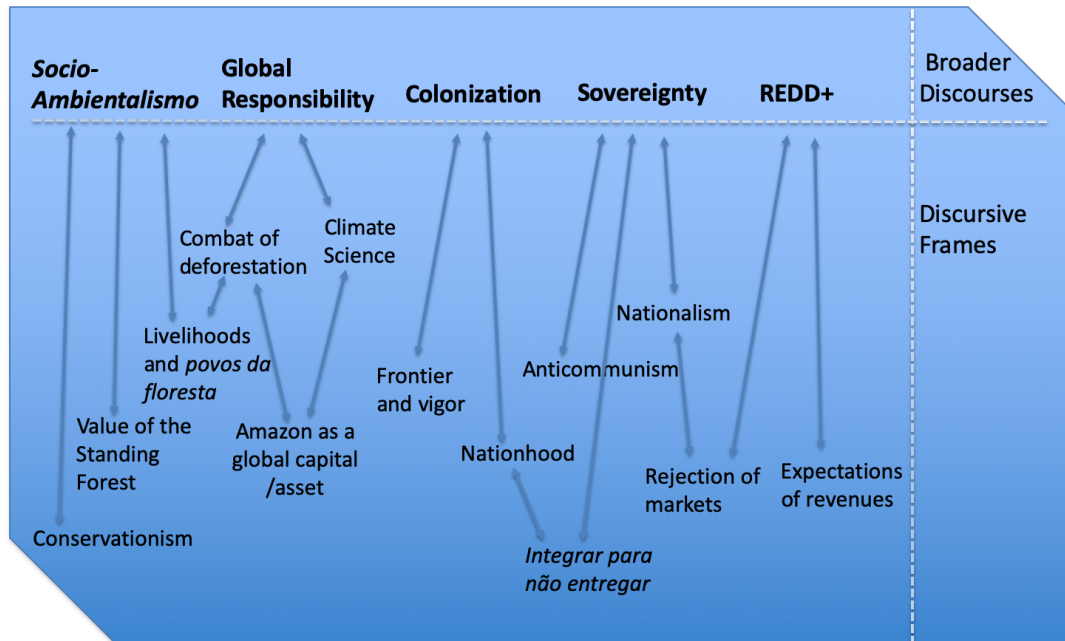 Socio-
Ambientalismo
Global
Responsibility
Colonization
Sovereignty
REDD+
Broader
Discourses
Discursive
Frames
Combat of
deforestation
Climate
Science
Livelihoods
and povos da
floresta
Nationalism
Frontier
and vigor
Anticommunism
Value of the
Standing
Forest
Amazon as a
global capital
/asset
Nationhood
Rejection of
markets
Expectations
of revenues
Conservationism
Integrar para
não entregar